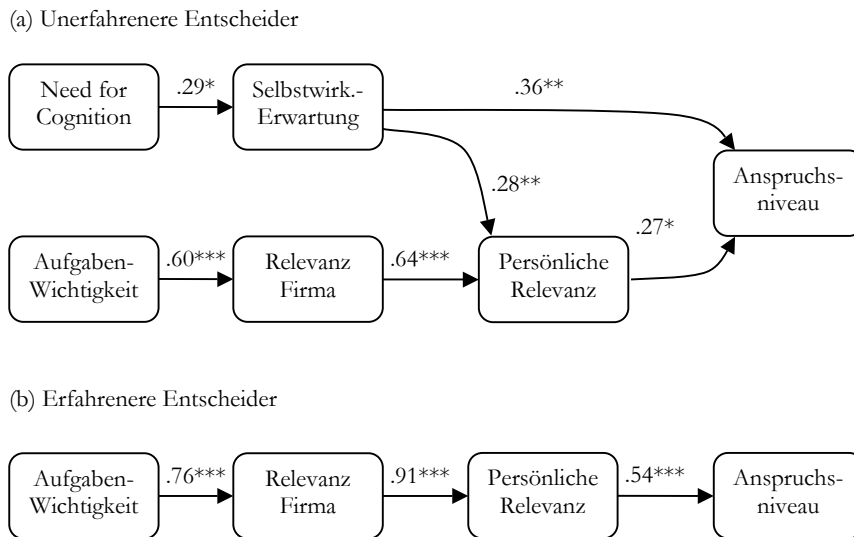 (a) Unerfahrenere Entscheider
Need for
Cognition
.29*
Selbstwirk.-
Erwartung
.36**
.28**
Anspruchs-
niveau
Aufgaben-
Wichtigkeit
.60***
Relevanz
Firma
.64***
Persönliche
Relevanz
.27*
(b) Erfahrenere Entscheider
Aufgaben-
Wichtigkeit
.76***
Relevanz
Firma
.91***
Persönliche
Relevanz
.54***
Anspruchs-
niveau